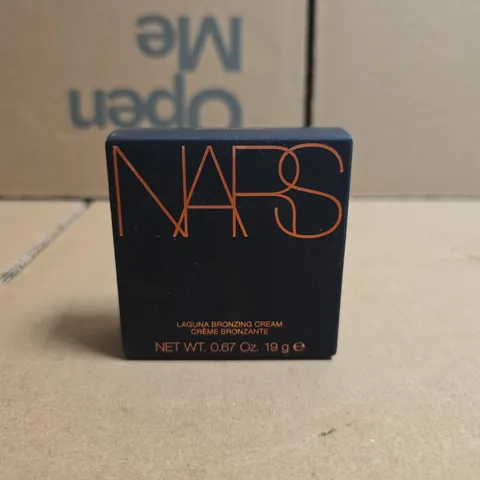 Open
Me
NARS
LAGUNA BRONZING CREAM
CRÈME BRONZANTE
NET WT. 0.67 Oz. 19 g ℮